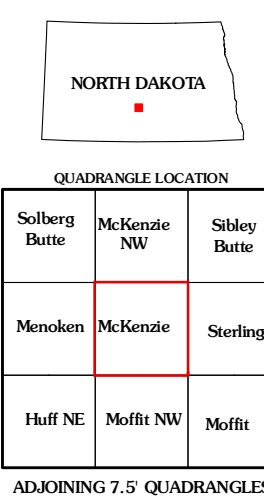 NORTH DAKOTA
QUADRANGLE LOCATION
Solberg Butte
McKenzie NW
Sibley Butte
Menoken
McKenzie
Sterling
Huff NE
Moffit NW
Moffit
ADJOINING 7.5' QUADRANGLES